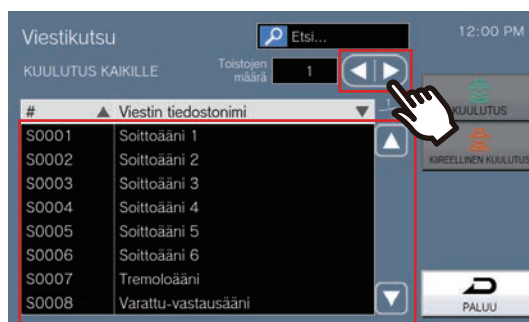 Viestikutsu
Etsi...
12:00 PM
KUULUTUS KAIKILLE
Toistojen
määrä
1
# Viestin tiedostonimi
1
S0001 Soittoääni 1
S0002 Soittoääni 2
S0003 Soittoääni 3
S0004 Soittoääni 4
S0005 Soittoääni 5
S0006 Soittoääni 6
S0007 Tremoloääni
S0008 Varattu-vastausääni
KUULUTUS
KIIREELLINEN KUULUTUS
PALUU